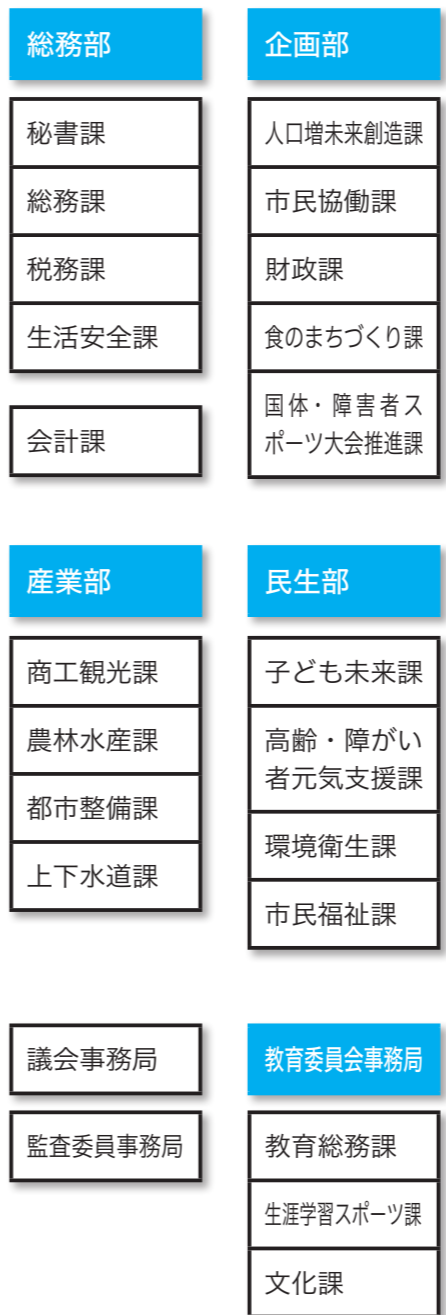 総務部
秘書課
総務課
税務課
生活安全課
会計課
企画部
人口増未来創造課
市民協働課
財政課
食のまちづくり課
国体・障害者ス
ポーツ大会推進課
産業部
商工観光課
農林水産課
都市整備課
上下水道課
民生部
子ども未来課
高齢・障がい
者元気支援課
環境衛生課
市民福祉課
議会事務局
監査委員事務局
教育委員会事務局
教育総務課
生涯学習スポーツ課
文化課